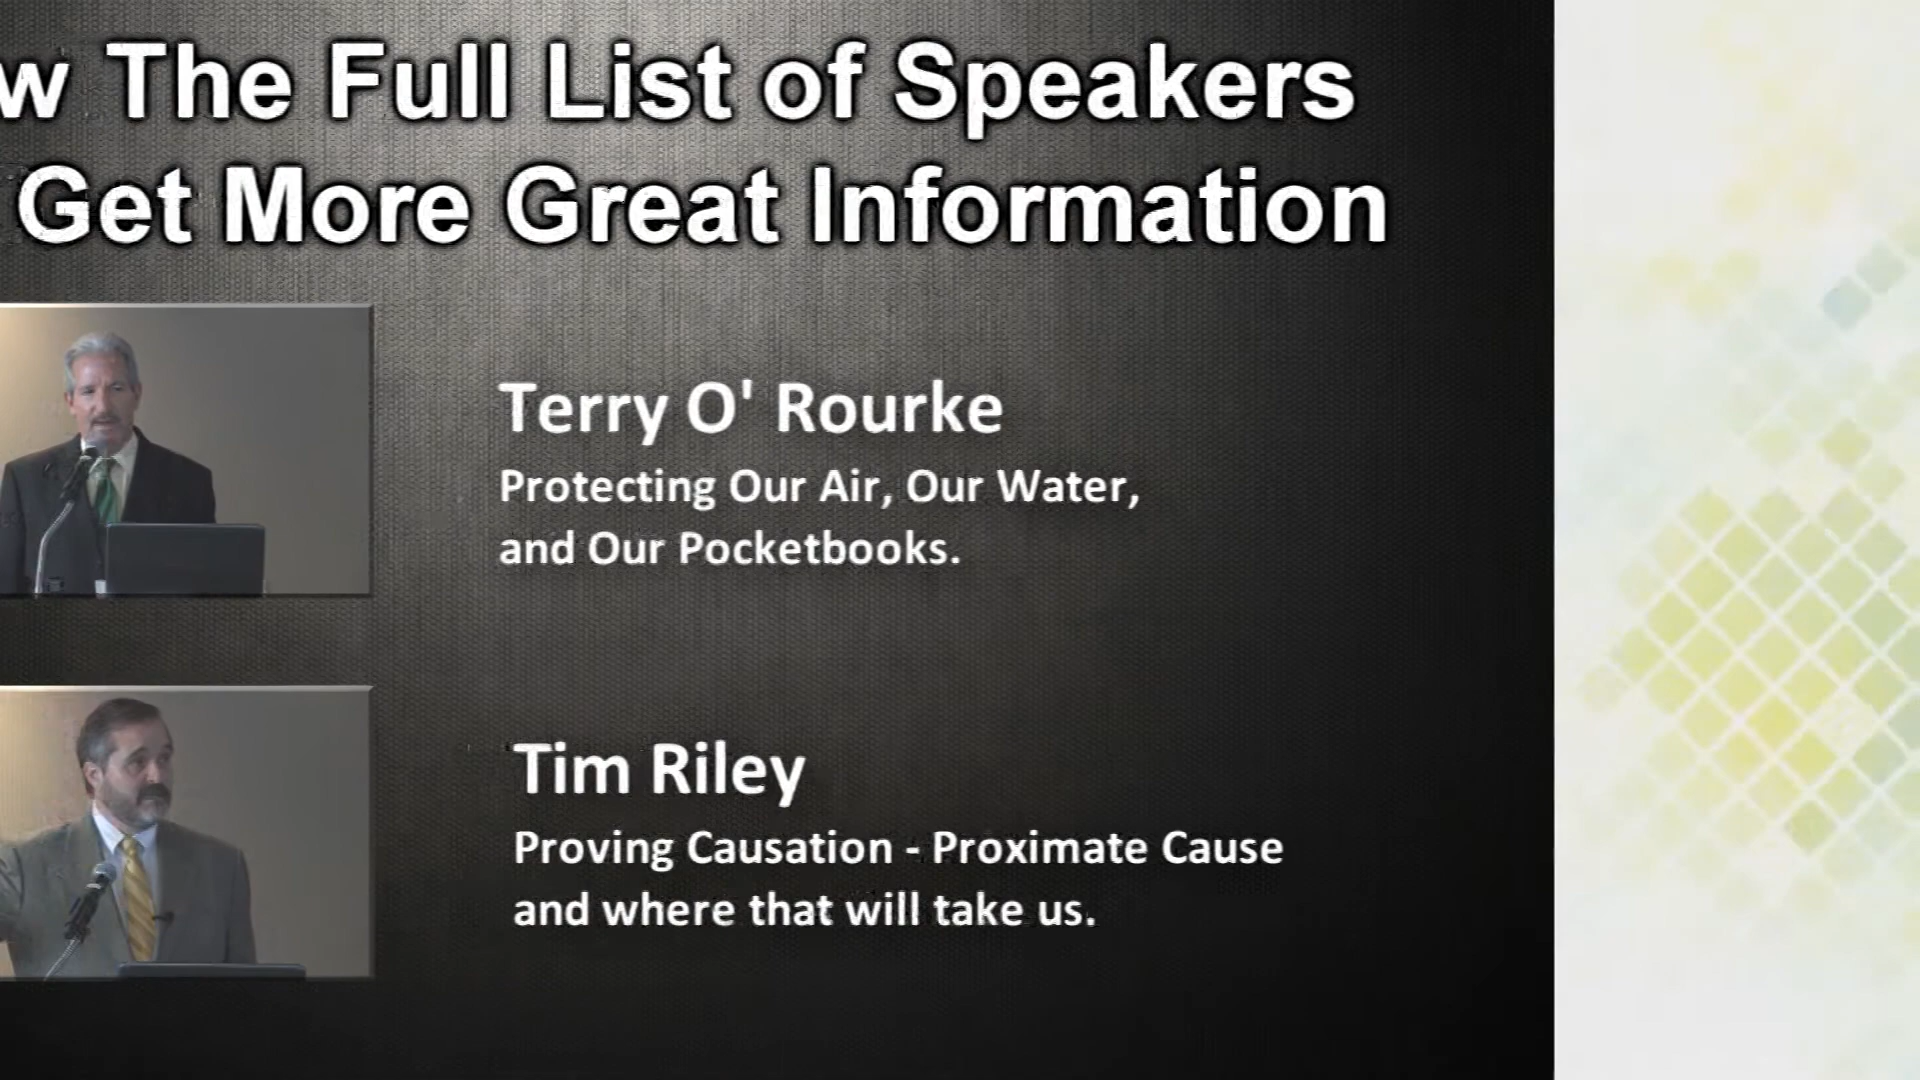 w The Full List of Speakers
Get More Great Information
Terry O' Rourke
Protecting Our Air, Our Water,
and Our Pocketbooks.
Tim Riley
Proving Causation - Proximate Cause
and where that will take us.